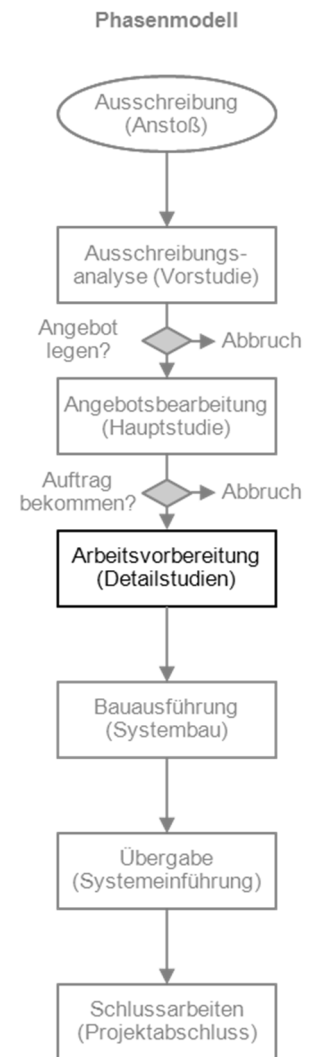 Phasenmodell
Ausschreibung
(Anstoß)
Ausschreibungs-
analyse (Vorstudie)
Angebot
legen?
Abbruch
Angebotsbearbeitung
(Hauptstudie)
Auftrag
bekommen?
Abbruch
Arbeitsvorbereitung
(Detailstudien)
Bauausführung
(Systembau)
Übergabe
(Systemeinführung)
Schlussarbeiten
(Projektabschluss)